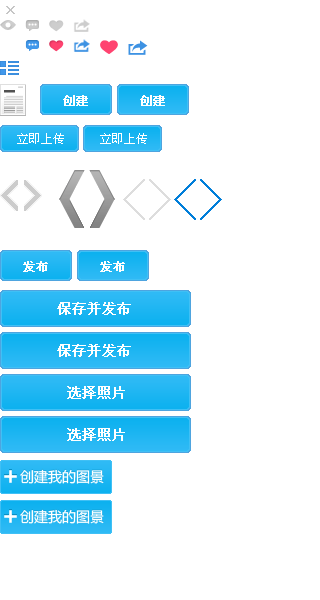 创建 创建
立即上传 立即上传
发布 发布
保存并发布
保存并发布
选择照片
选择照片
创建我的图景
创建我的图景